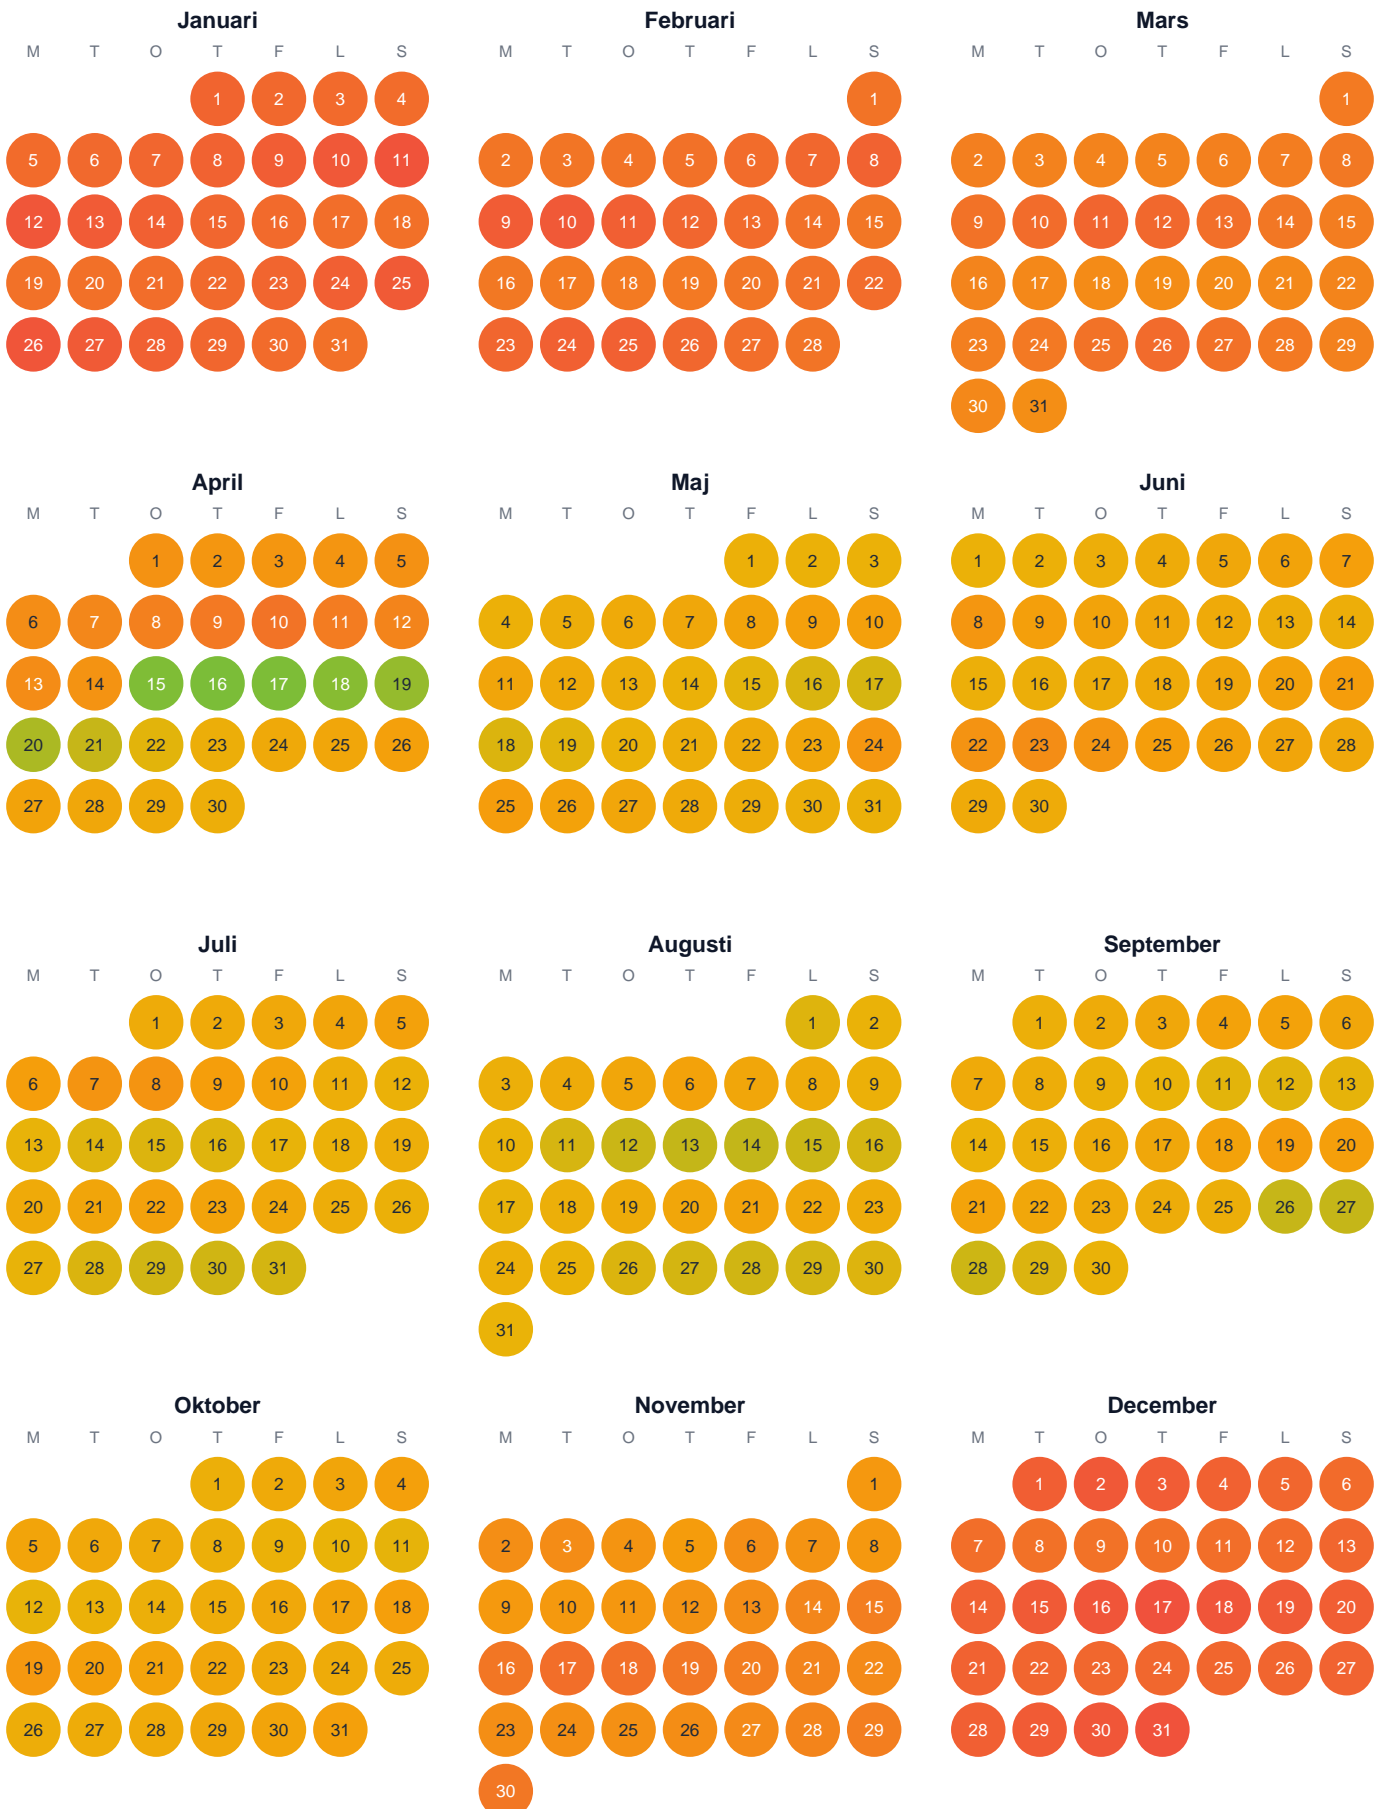 Januari Februari Mars
M T O T F L S M T O T F L S M T O T F L S
1 2 3 4 1 1
5 6 7 8 9 10 11 2 3 4 5 6 7 8 2 3 4 5 6 7 8
12 13 14 15 16 17 18 9 10 11 12 13 14 15 9 10 11 12 13 14 15
19 20 21 22 23 24 25 16 17 18 19 20 21 22 16 17 18 19 20 21 22
26 27 28 29 30 31 23 24 25 26 27 28 23 24 25 26 27 28 29
30 31
April Maj Juni
M T O T F L S M T O T F L S M T O T F L S
1 2 3 4 5 1 2 3 1 2 3 4 5 6 7
6 7 8 9 10 11 12 4 5 6 7 8 9 10 8 9 10 11 12 13 14
13 14 15 16 17 18 19 11 12 13 14 15 16 17 15 16 17 18 19 20 21
20 21 22 23 24 25 26 18 19 20 21 22 23 24 22 23 24 25 26 27 28
27 28 29 30 25 26 27 28 29 30 31 29 30
Juli Augusti September
M T O T F L S M T O T F L S M T O T F L S
1 2 3 4 5 1 2 1 2 3 4 5 6
6 7 8 9 10 11 12 3 4 5 6 7 8 9 7 8 9 10 11 12 13
13 14 15 16 17 18 19 10 11 12 13 14 15 16 14 15 16 17 18 19 20
20 21 22 23 24 25 26 17 18 19 20 21 22 23 21 22 23 24 25 26 27
27 28 29 30 31 24 25 26 27 28 29 30 28 29 30
31
Oktober November December
M T O T F L S M T O T F L S M T O T F L S
1 2 3 4 1 1 2 3 4 5 6
5 6 7 8 9 10 11 2 3 4 5 6 7 8 7 8 9 10 11 12 13
12 13 14 15 16 17 18 9 10 11 12 13 14 15 14 15 16 17 18 19 20
19 20 21 22 23 24 25 16 17 18 19 20 21 22 21 22 23 24 25 26 27
26 27 28 29 30 31 23 24 25 26 27 28 29 28 29 30 31
30